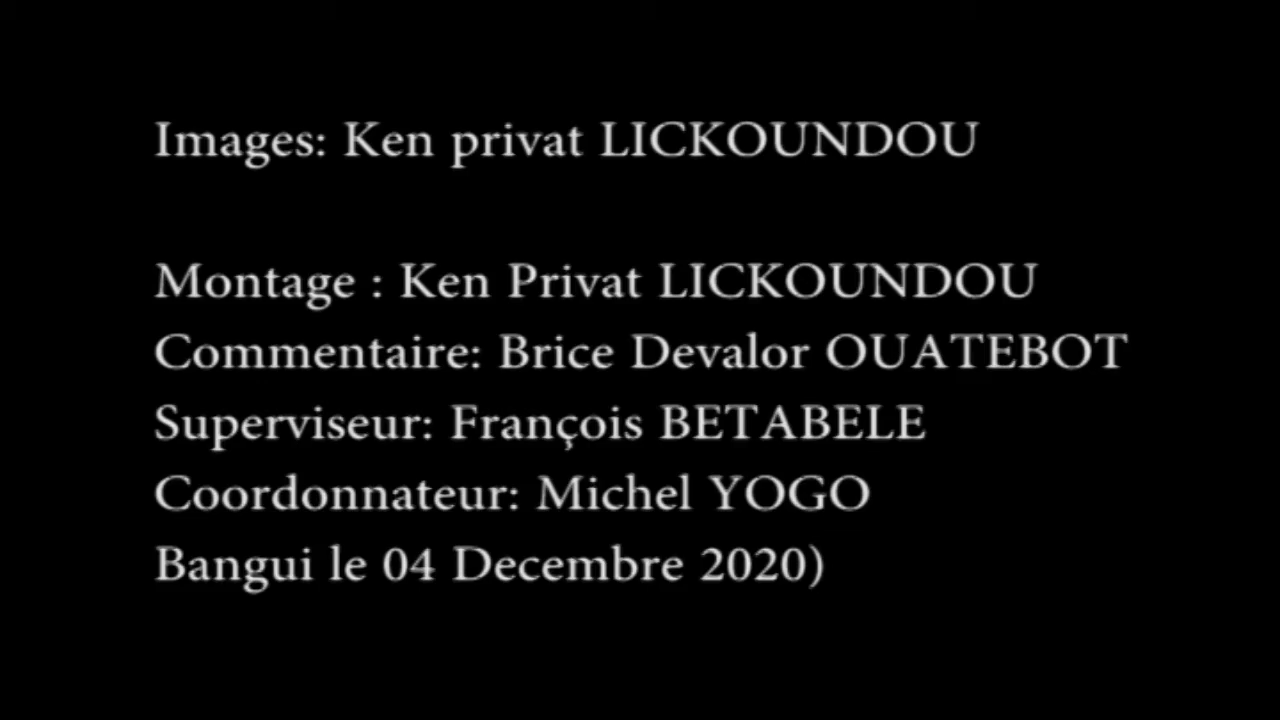 Images: Ken privat LICKOUNDOU
Montage : Ken Privat LICKOUNDOU
Commentaire: Brice Devalor OUATEBOT
Superviseur: François BETABELE
Coordonnateur: Michel YOGO
Bangui le 04 Decembre 2020)